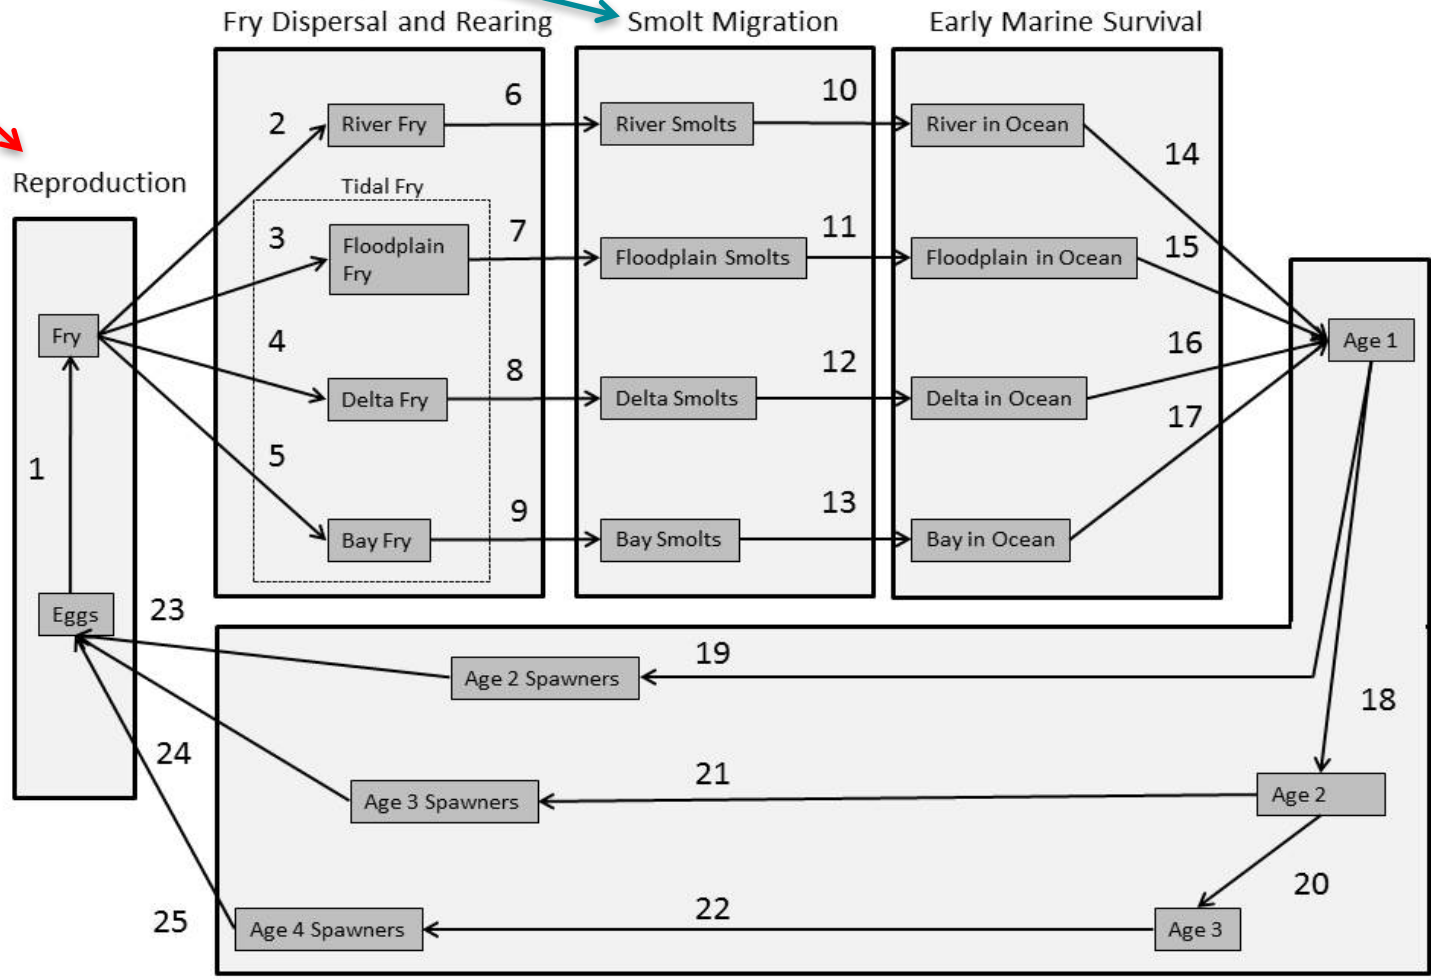 Fry Dispersal and Rearing
Smolt Migration
Early Marine Survival
Reproduction
2
River Fry
6
River Smolts
10
River in Ocean
14
Tidal Fry
3
Floodplain
Fry
7
Floodplain Smolts
11
Floodplain in Ocean
15
Fry
4
Delta Fry
8
Delta Smolts
12
Delta in Ocean
16
Age 1
1
5
Bay Fry
9
Bay Smolts
13
Bay in Ocean
17
Eggs
23
Age 2 Spawners
19
18
24
Age 3 Spawners
21
Age 2
20
25
Age 4 Spawners
22
Age 3